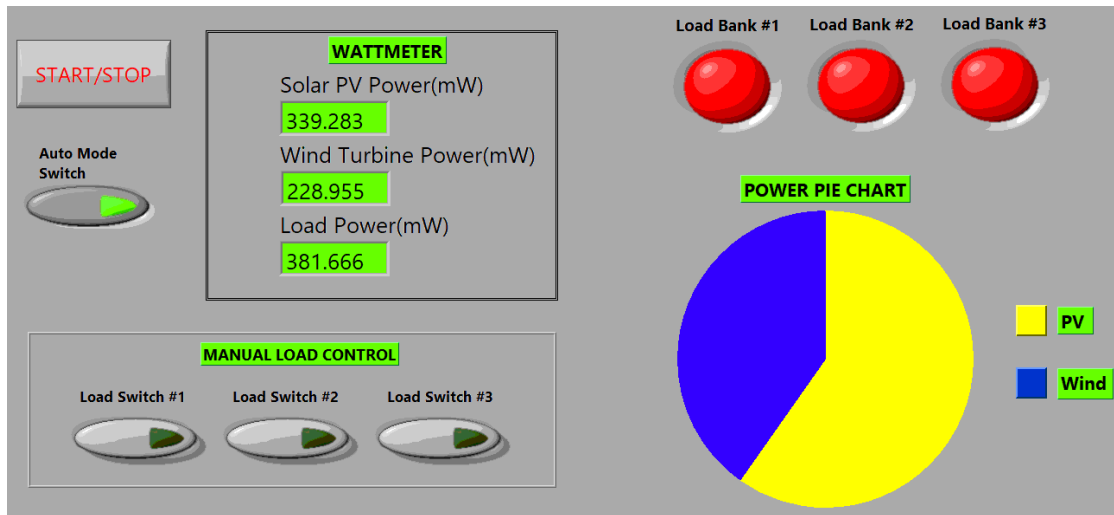 START/STOP
Auto Mode
Switch
WATTMETER
Solar PV Power(mW)
339.283
Wind Turbine Power(mW)
228.955
Load Power(mW)
381.666
MANUAL LOAD CONTROL
Load Switch #1
Load Switch #2
Load Switch #3
Load Bank #1
Load Bank #2
Load Bank #3
POWER PIE CHART
PV
Wind